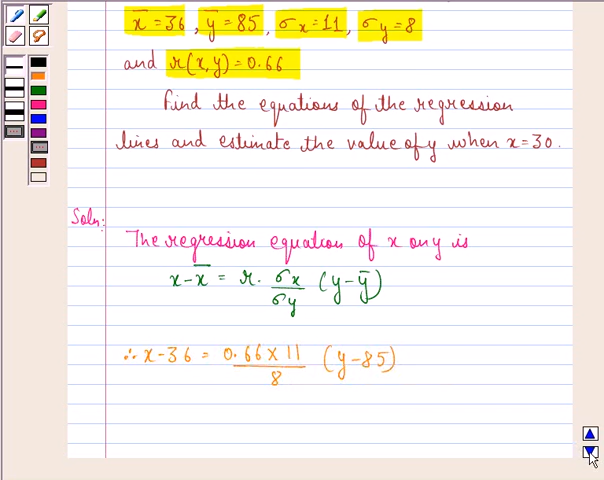 x̄ = 36 , ȳ = 85 , σx = 11 , σy = 8
and r(x,y) = 0.66
Find the equations of the regression
lines and estimate the value of y when x = 30.
Soln:
The regression equation of x on y is
x - x̄ = r. σx/σy (y - ȳ)
∴ x - 36 = 0.66 × 11/8 (y - 85)